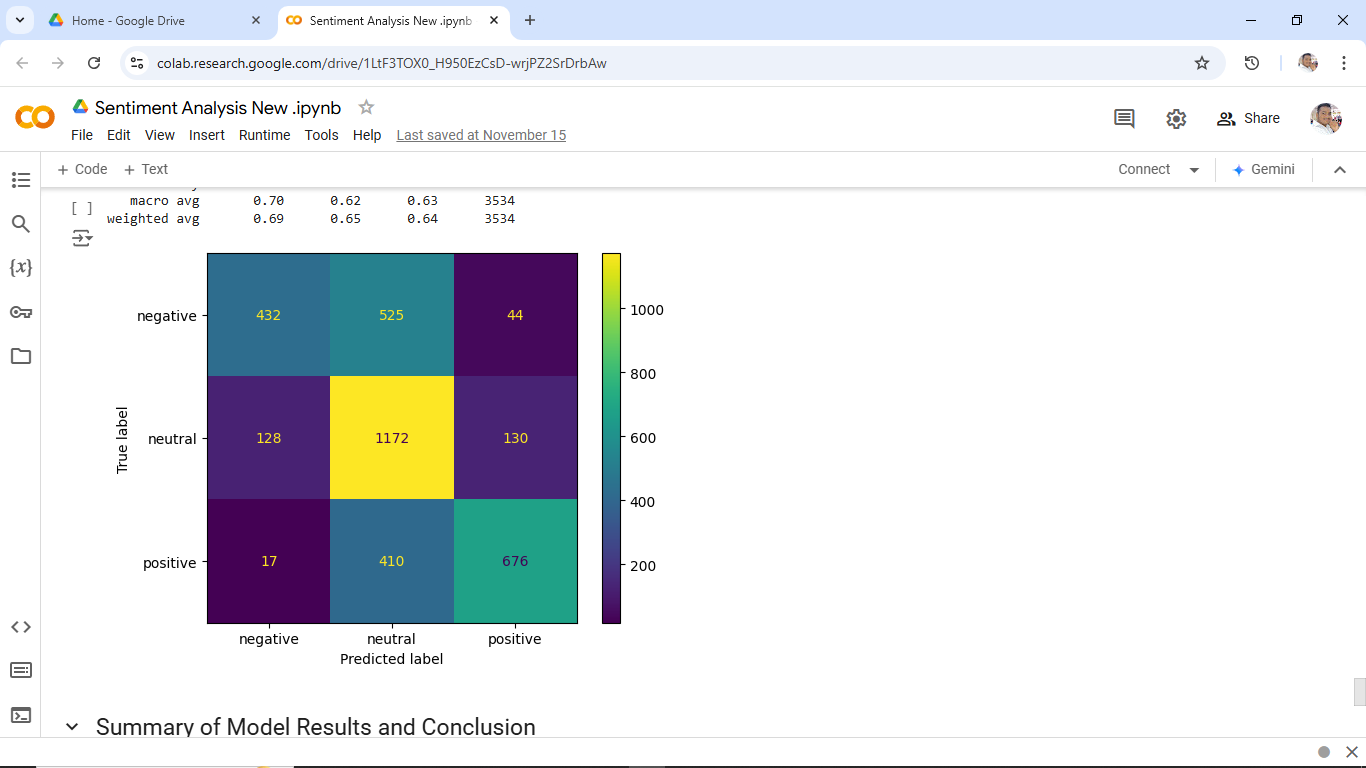 Home - Google Drive
Sentiment Analysis New .ipynb
colab.research.google.com/drive/1LtF3TOX0_H950EzCsD-wrjPZ2SrDrbAw
Sentiment Analysis New .ipynb
File Edit View Insert Runtime Tools Help Last saved at November 15
Share
+ Code + Text
Connect
Gemini
macro avg 0.70 0.62 0.63 3534
[ ]
weighted avg 0.69 0.65 0.64 3534
{x}
negative 432 525 44
neutral 128 1172 130
positive 17 410 676
True label
negative neutral positive
Predicted label
1000
800
600
400
200
Summary of Model Results and Conclusion